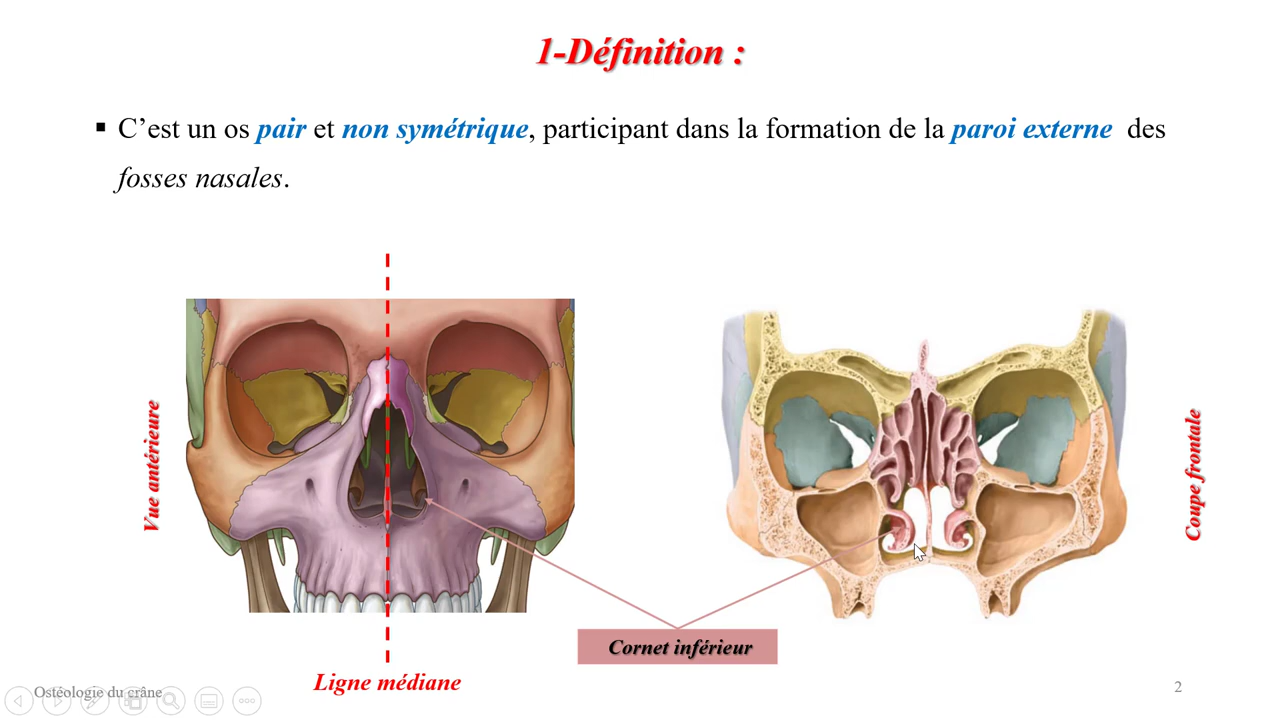 1-Définition :
▪ C’est un os pair et non symétrique, participant dans la formation de la paroi externe des
fosses nasales.
Vue antérieure
Coupe frontale
Cornet inférieur
Ligne médiane
Ostéologie du crâne
2